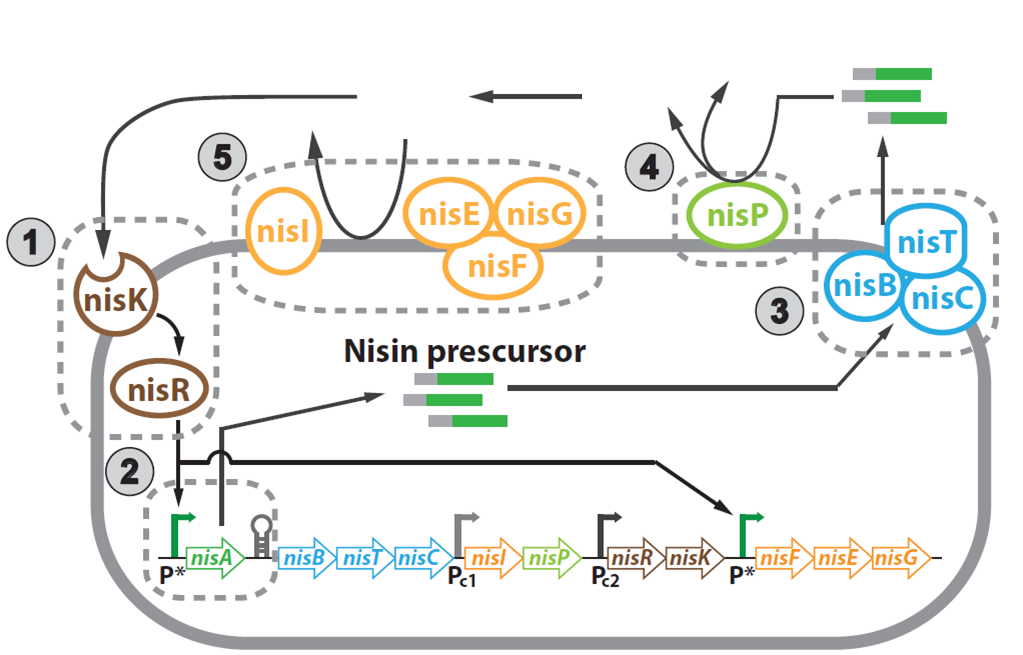 5
4
1
nisI
nisE
nisG
nisF
nisP
nisT
nisB
nisC
3
nisK
nisR
Nisin prescursor
2
nisA
nisB
nisT
nisC
nisI
nisP
nisR
nisK
nisF
nisE
nisG
P*
Pc1
Pc2
P*